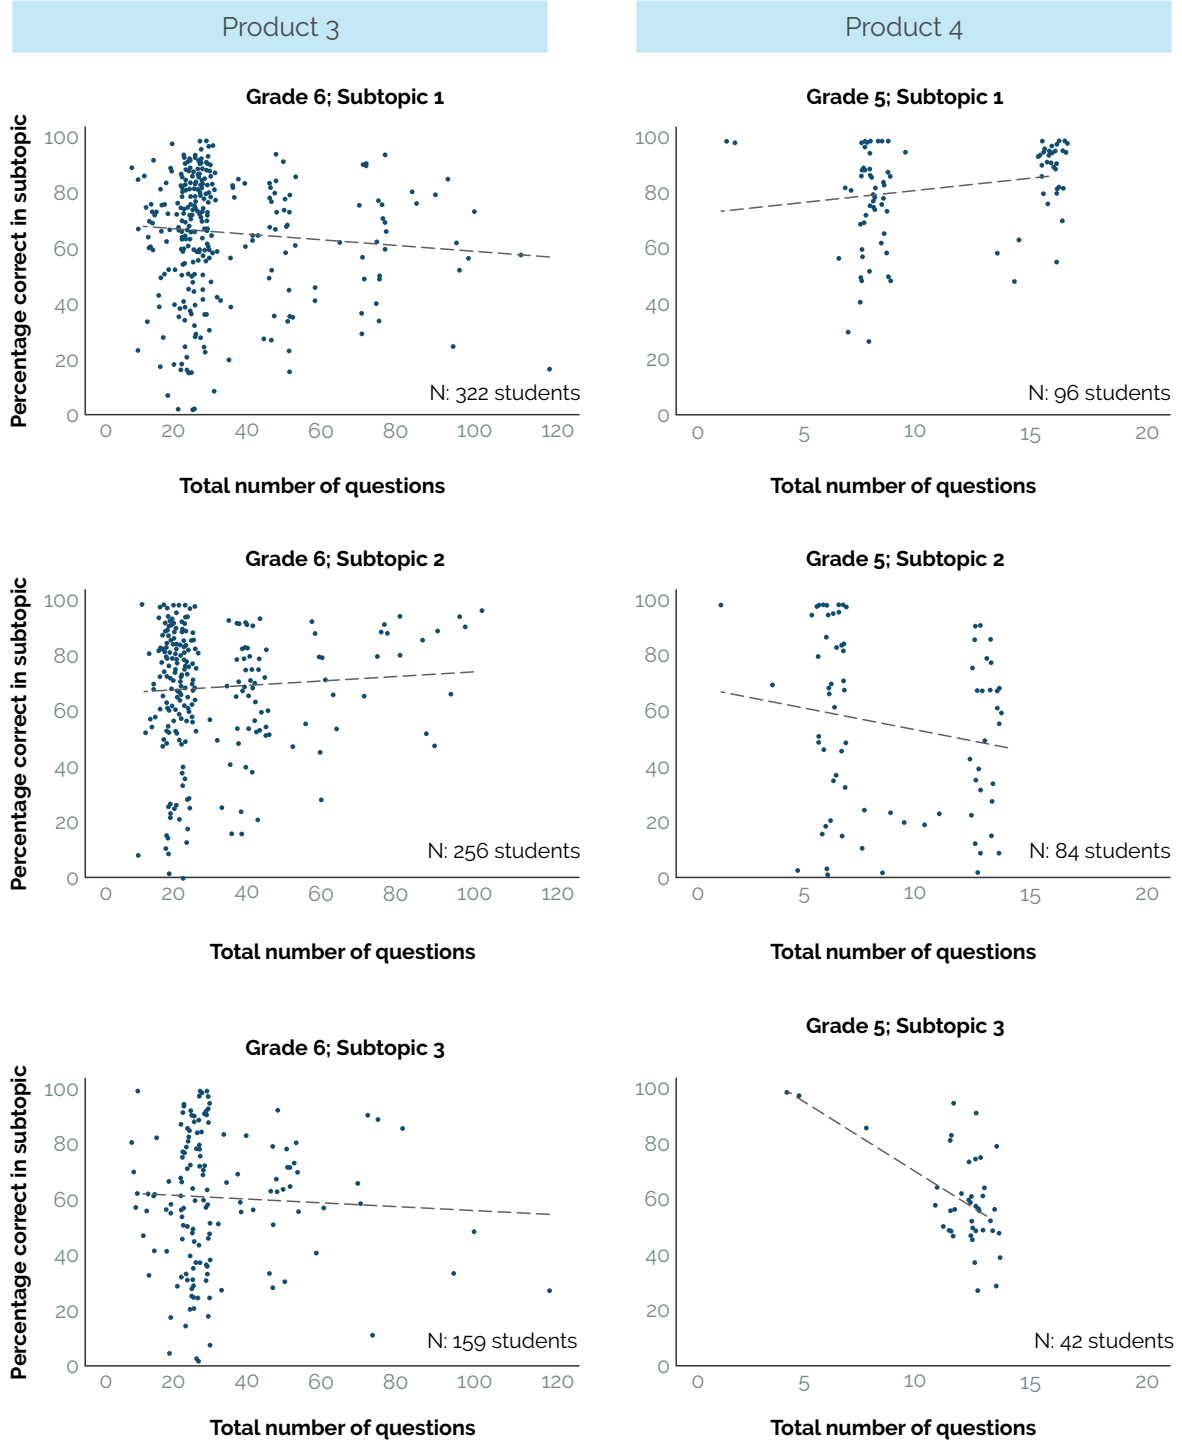 Product 3
Product 4
Grade 6; Subtopic 1
Percentage correct in subtopic
100
80
60
40
20
0
N: 322 students
0 20 40 60 80 100 120
Total number of questions
Grade 5; Subtopic 1
100
80
60
40
20
0
N: 96 students
0 5 10 15 20
Total number of questions
Grade 6; Subtopic 2
Percentage correct in subtopic
100
80
60
40
20
0
N: 256 students
0 20 40 60 80 100 120
Total number of questions
Grade 5; Subtopic 2
100
80
60
40
20
0
N: 84 students
0 5 10 15 20
Total number of questions
Grade 6; Subtopic 3
Percentage correct in subtopic
100
80
60
40
20
0
N: 159 students
0 20 40 60 80 100 120
Total number of questions
Grade 5; Subtopic 3
100
80
60
40
20
0
N: 42 students
0 5 10 15 20
Total number of questions